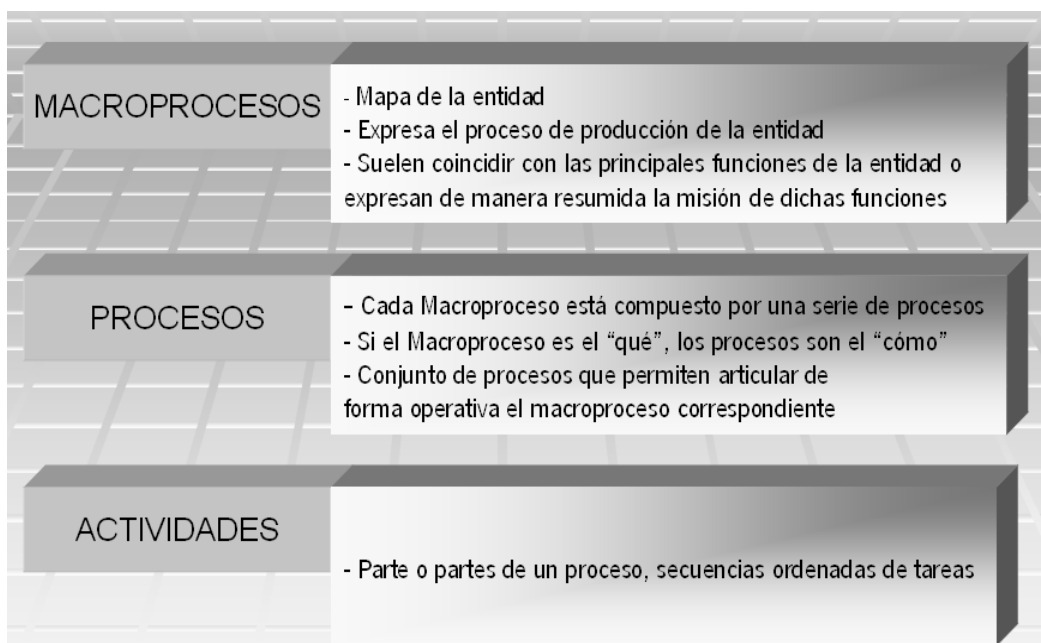 MACROPROCESOS
- Mapa de la entidad
- Expresa el proceso de producción de la entidad
- Suelen coincidir con las principales funciones de la entidad o
expresan de manera resumida la misión de dichas funciones
PROCESOS
– Cada Macroproceso está compuesto por una serie de procesos
- Si el Macroproceso es el “qué”, los procesos son el “cómo”
- Conjunto de procesos que permiten articular de
forma operativa el macroproceso correspondiente
ACTIVIDADES
- Parte o partes de un proceso, secuencias ordenadas de tareas